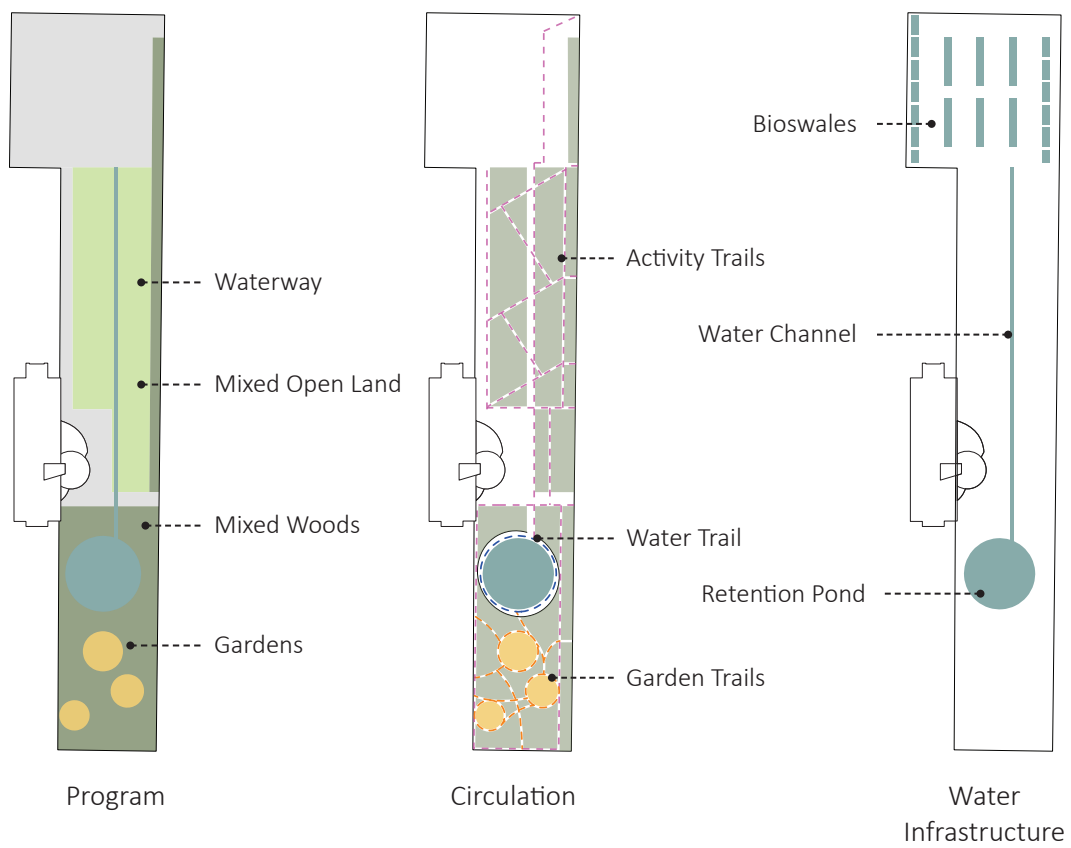 Waterway
Mixed Open Land
Mixed Woods
Gardens
Program
Activity Trails
Water Trail
Garden Trails
Circulation
Bioswales
Water Channel
Retention Pond
Water
Infrastructure